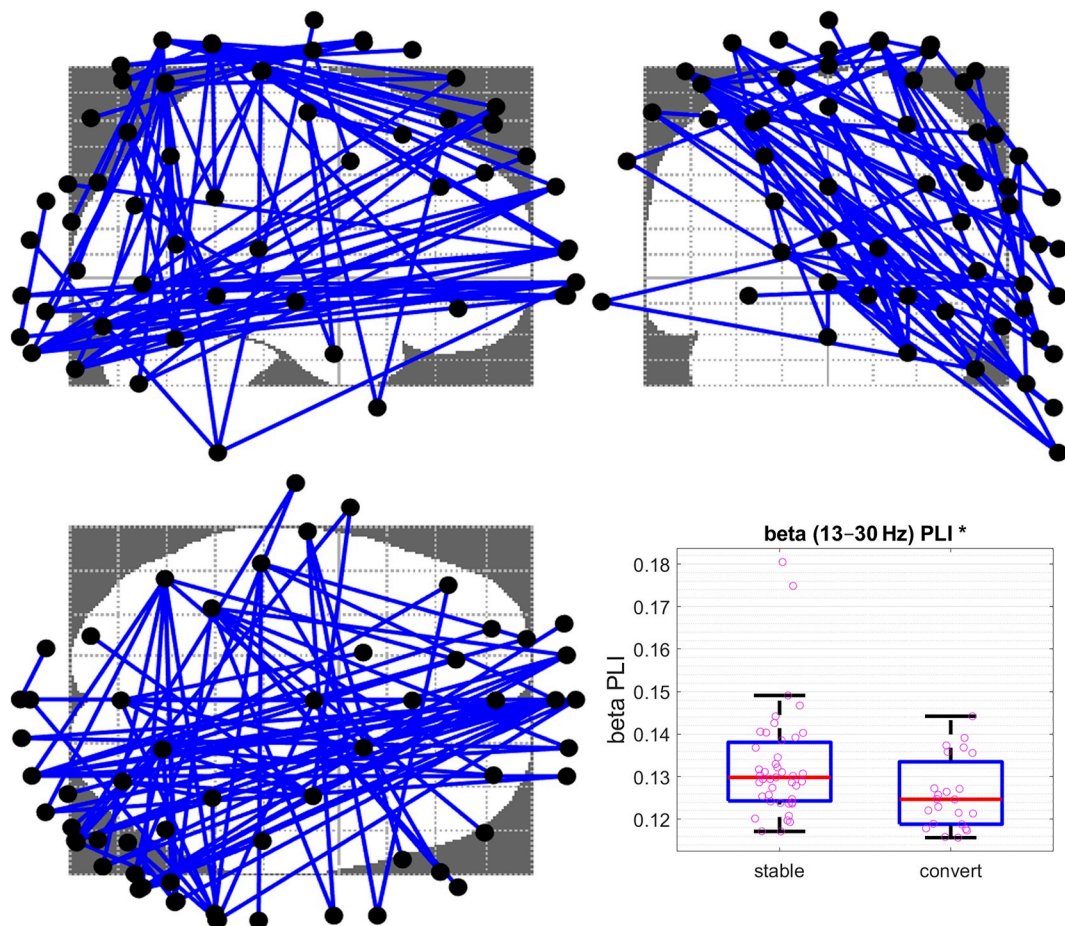 beta (13–30 Hz) PLI *
0.18
0.17
0.16
0.15
0.14
0.13
0.12
beta PLI
stable
convert